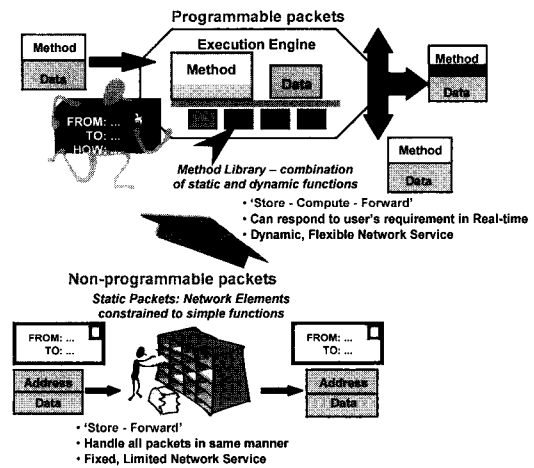 Programmable packets
Execution Engine
Method
Data
Method
Data
Method
Data
FROM: ...
TO: ...
HOW: ...
Method Library – combination
of static and dynamic functions
Method
Data
• 'Store - Compute - Forward'
• Can respond to user's requirement in Real-time
• Dynamic, Flexible Network Service
Non-programmable packets
Static Packets: Network Elements
constrained to simple functions
FROM: ...
TO: ...
Address
Data
FROM: ...
TO: ...
Address
Data
• 'Store - Forward'
• Handle all packets in same manner
• Fixed, Limited Network Service